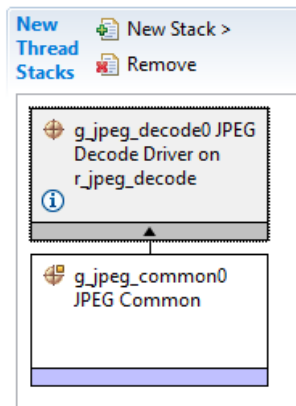 New Thread Stacks
New Stack >
Remove
g_jpeg_decode0 JPEG
Decode Driver on
r_jpeg_decode
g_jpeg_common0
JPEG Common